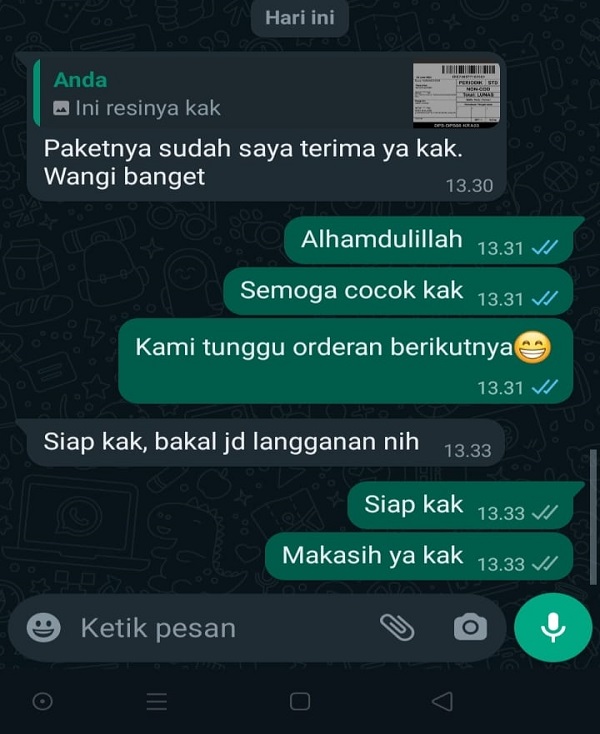 Hari ini
Anda
Ini resinya kak
NON-COD
Paketnya sudah saya terima ya kak.
Wangi banget
13.30
Alhamdulillah 13.31
Semoga cocok kak 13.31
Kami tunggu orderan berikutnya😁
13.31
Siap kak, bakal jd langganan nih 13.33
Siap kak 13.33
Makasih ya kak 13.33
Ketik pesan